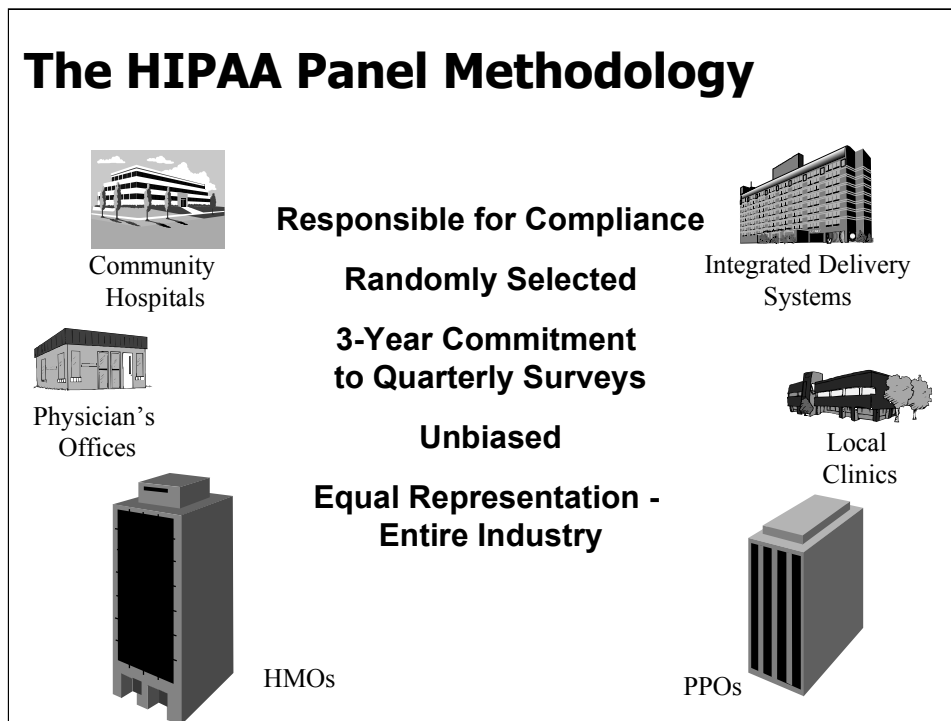 The HIPAA Panel Methodology
Community
Hospitals
Physician's
Offices
HMOs
Responsible for Compliance
Randomly Selected
3-Year Commitment
to Quarterly Surveys
Unbiased
Equal Representation -
Entire Industry
Integrated Delivery
Systems
Local
Clinics
PPOs